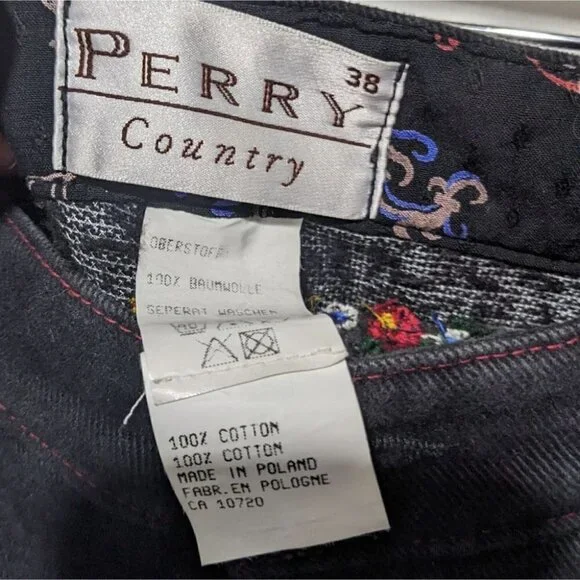 PERRY
38
Country
OBERSTOFF:
100% BAUMWOLLE
SEPERAT WASCHEN
100% COTTON
100% COTTON
MADE IN POLAND
FABR.EN POLOGNE
CA 10720